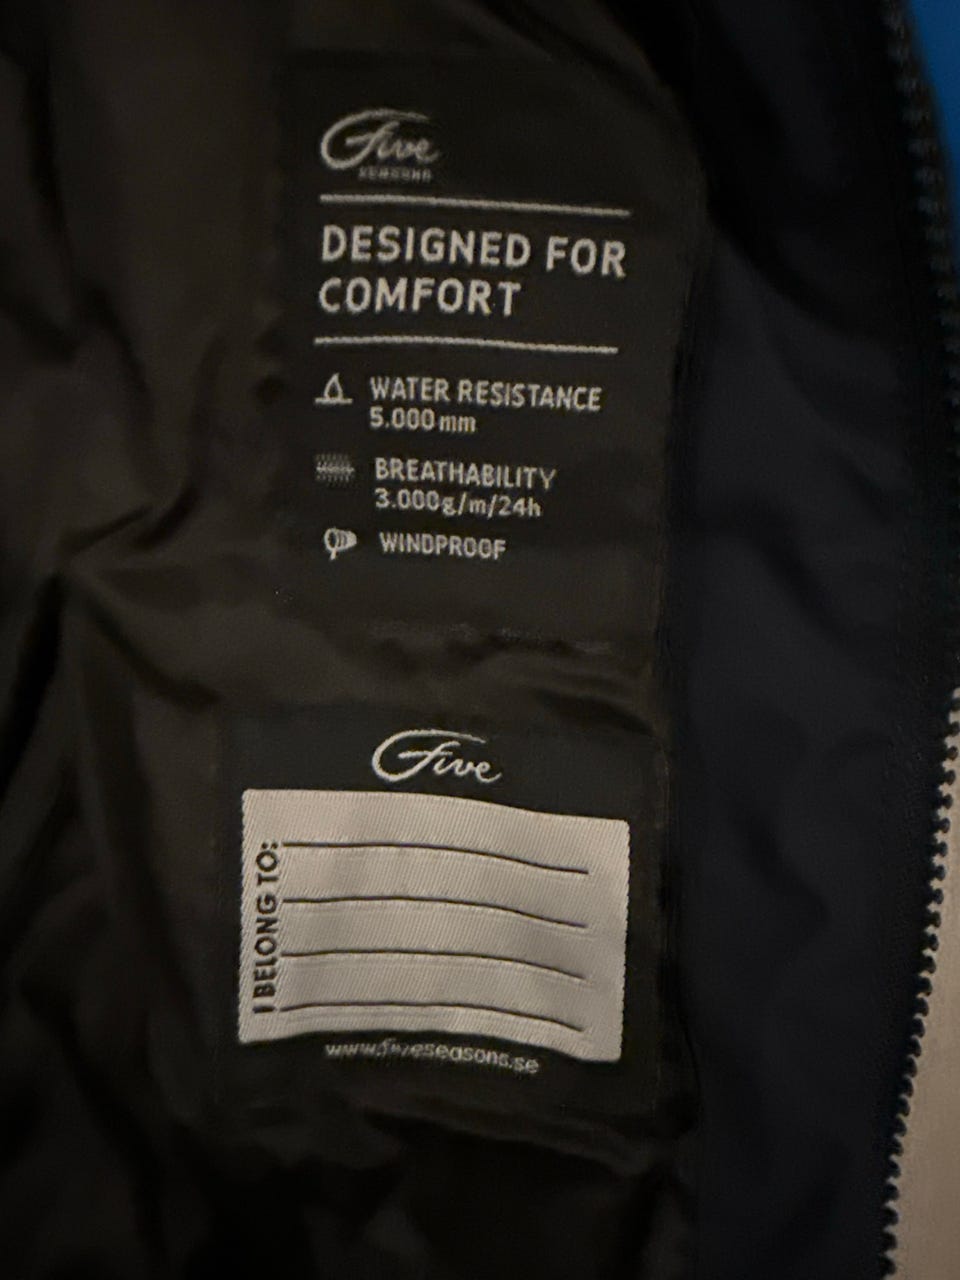 Five
SEASONS
DESIGNED FOR
COMFORT
WATER RESISTANCE
5.000mm
BREATHABILITY
3.000g/m/24h
WINDPROOF
Five
I BELONG TO:
www.fiveseasons.se